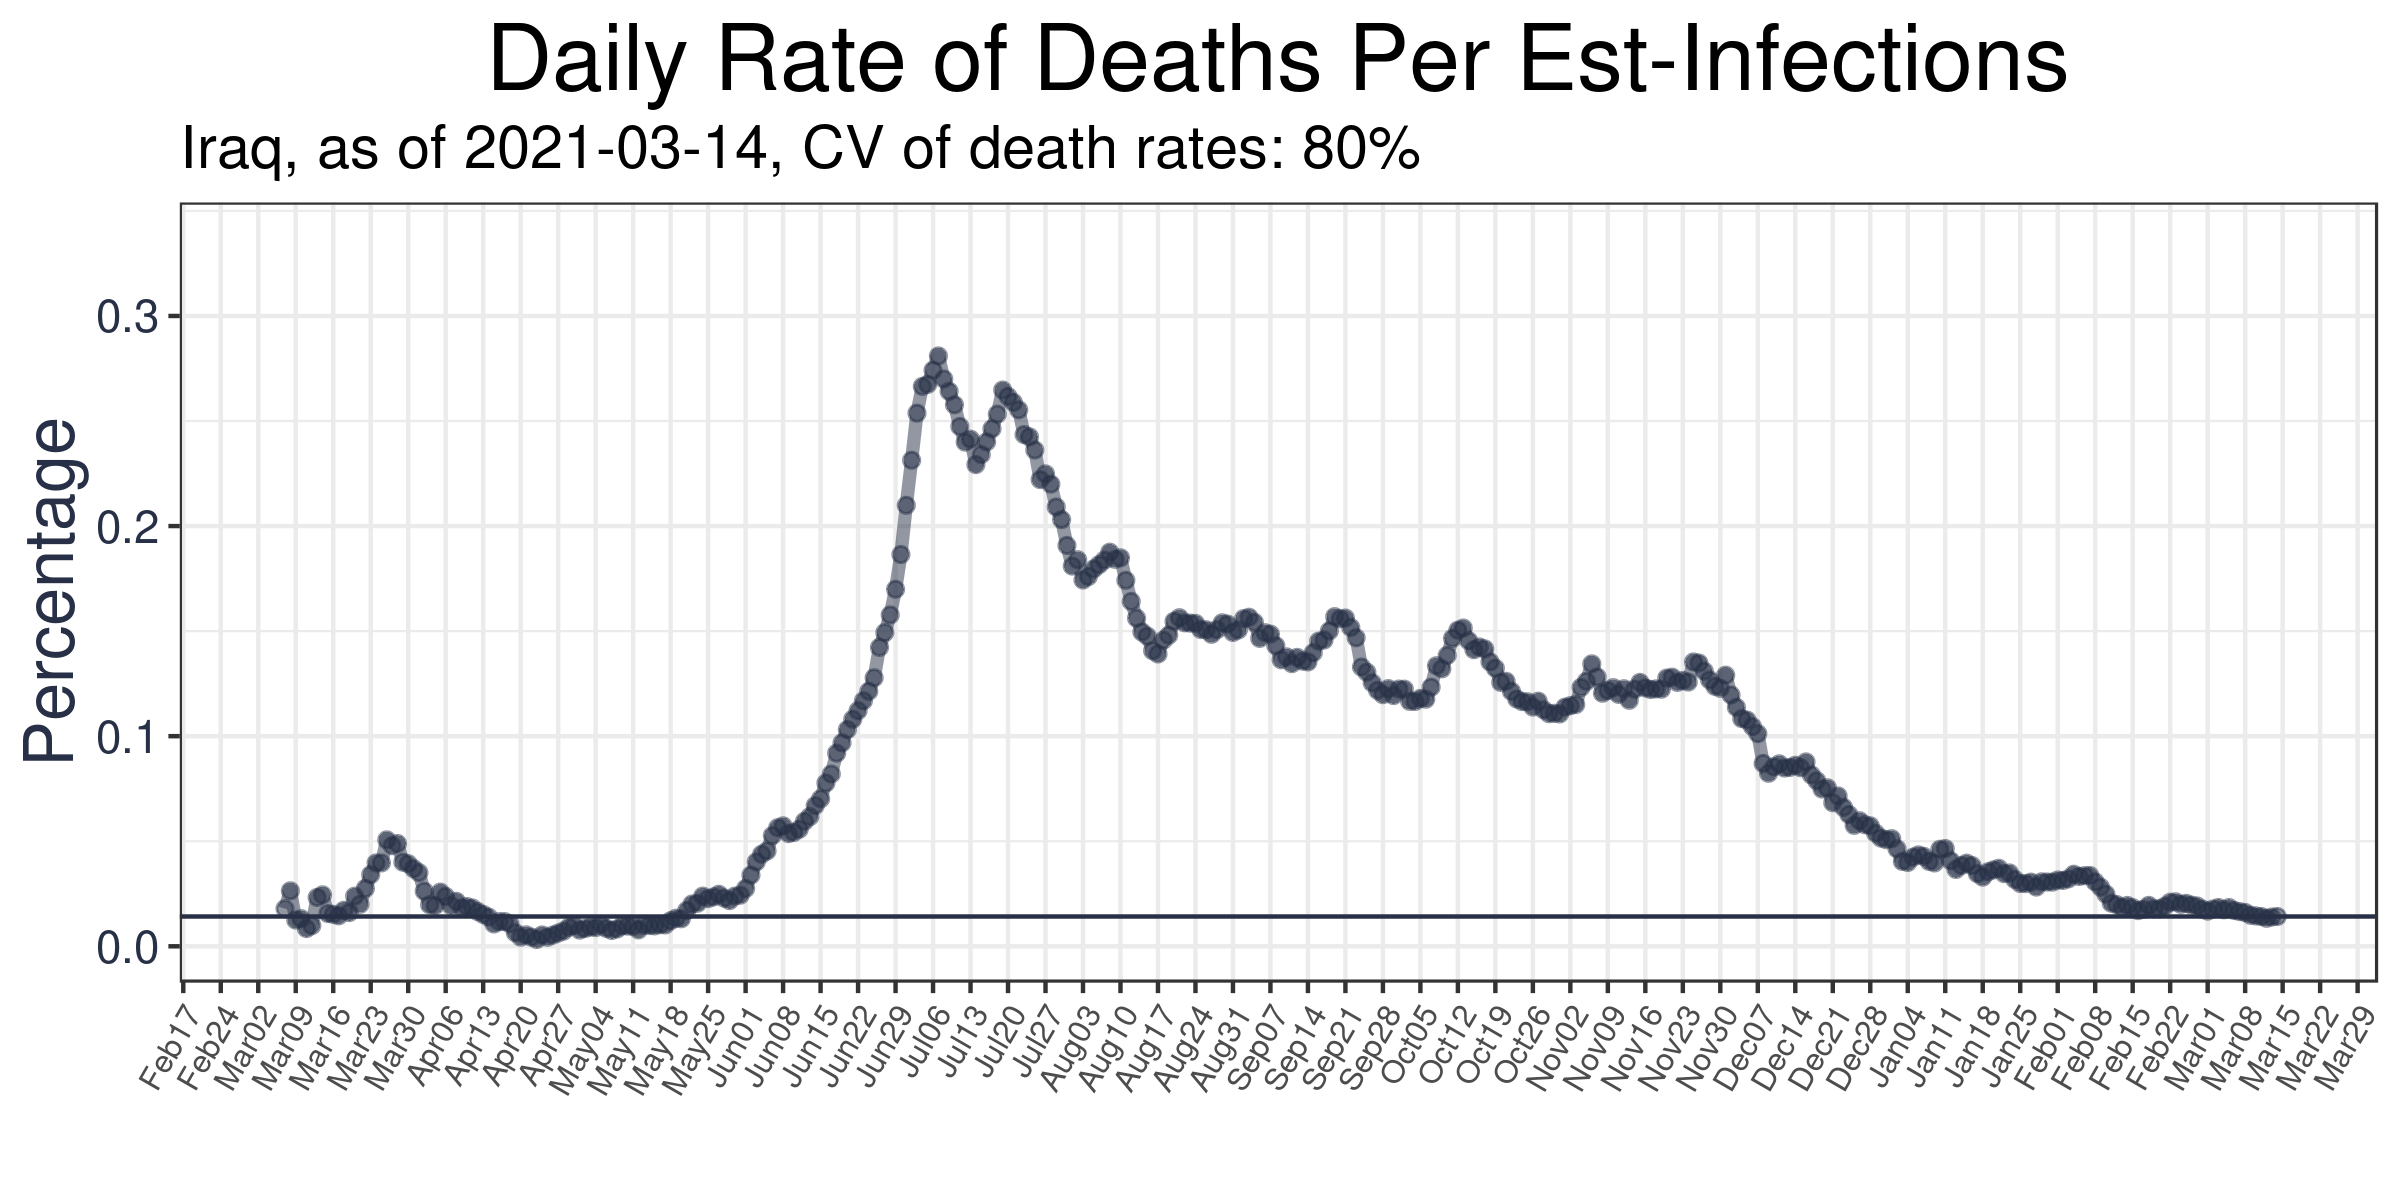 Daily Rate of Deaths Per Est-Infections
Iraq, as of 2021-03-14, CV of death rates: 80%
Percentage
0.3
0.2
0.1
0.0
Feb17
Feb24
Mar02
Mar09
Mar16
Mar23
Mar30
Apr06
Apr13
Apr20
Apr27
May04
May11
May18
May25
Jun01
Jun08
Jun15
Jun22
Jun29
Jul06
Jul13
Jul20
Jul27
Aug03
Aug10
Aug17
Aug24
Aug31
Sep07
Sep14
Sep21
Sep28
Oct05
Oct12
Oct19
Oct26
Nov02
Nov09
Nov16
Nov23
Nov30
Dec07
Dec14
Dec21
Dec28
Jan04
Jan11
Jan18
Jan25
Feb01
Feb08
Feb15
Feb22
Mar01
Mar08
Mar15
Mar22
Mar29